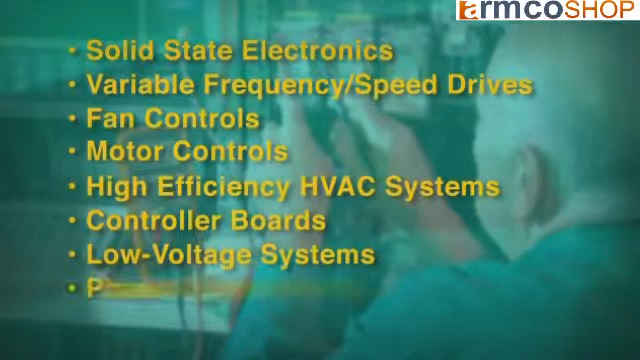 armcoSHOP
• Solid State Electronics
• Variable Frequency/Speed Drives
• Fan Controls
• Motor Controls
• High Efficiency HVAC Systems
• Controller Boards
• Low-Voltage Systems
• P